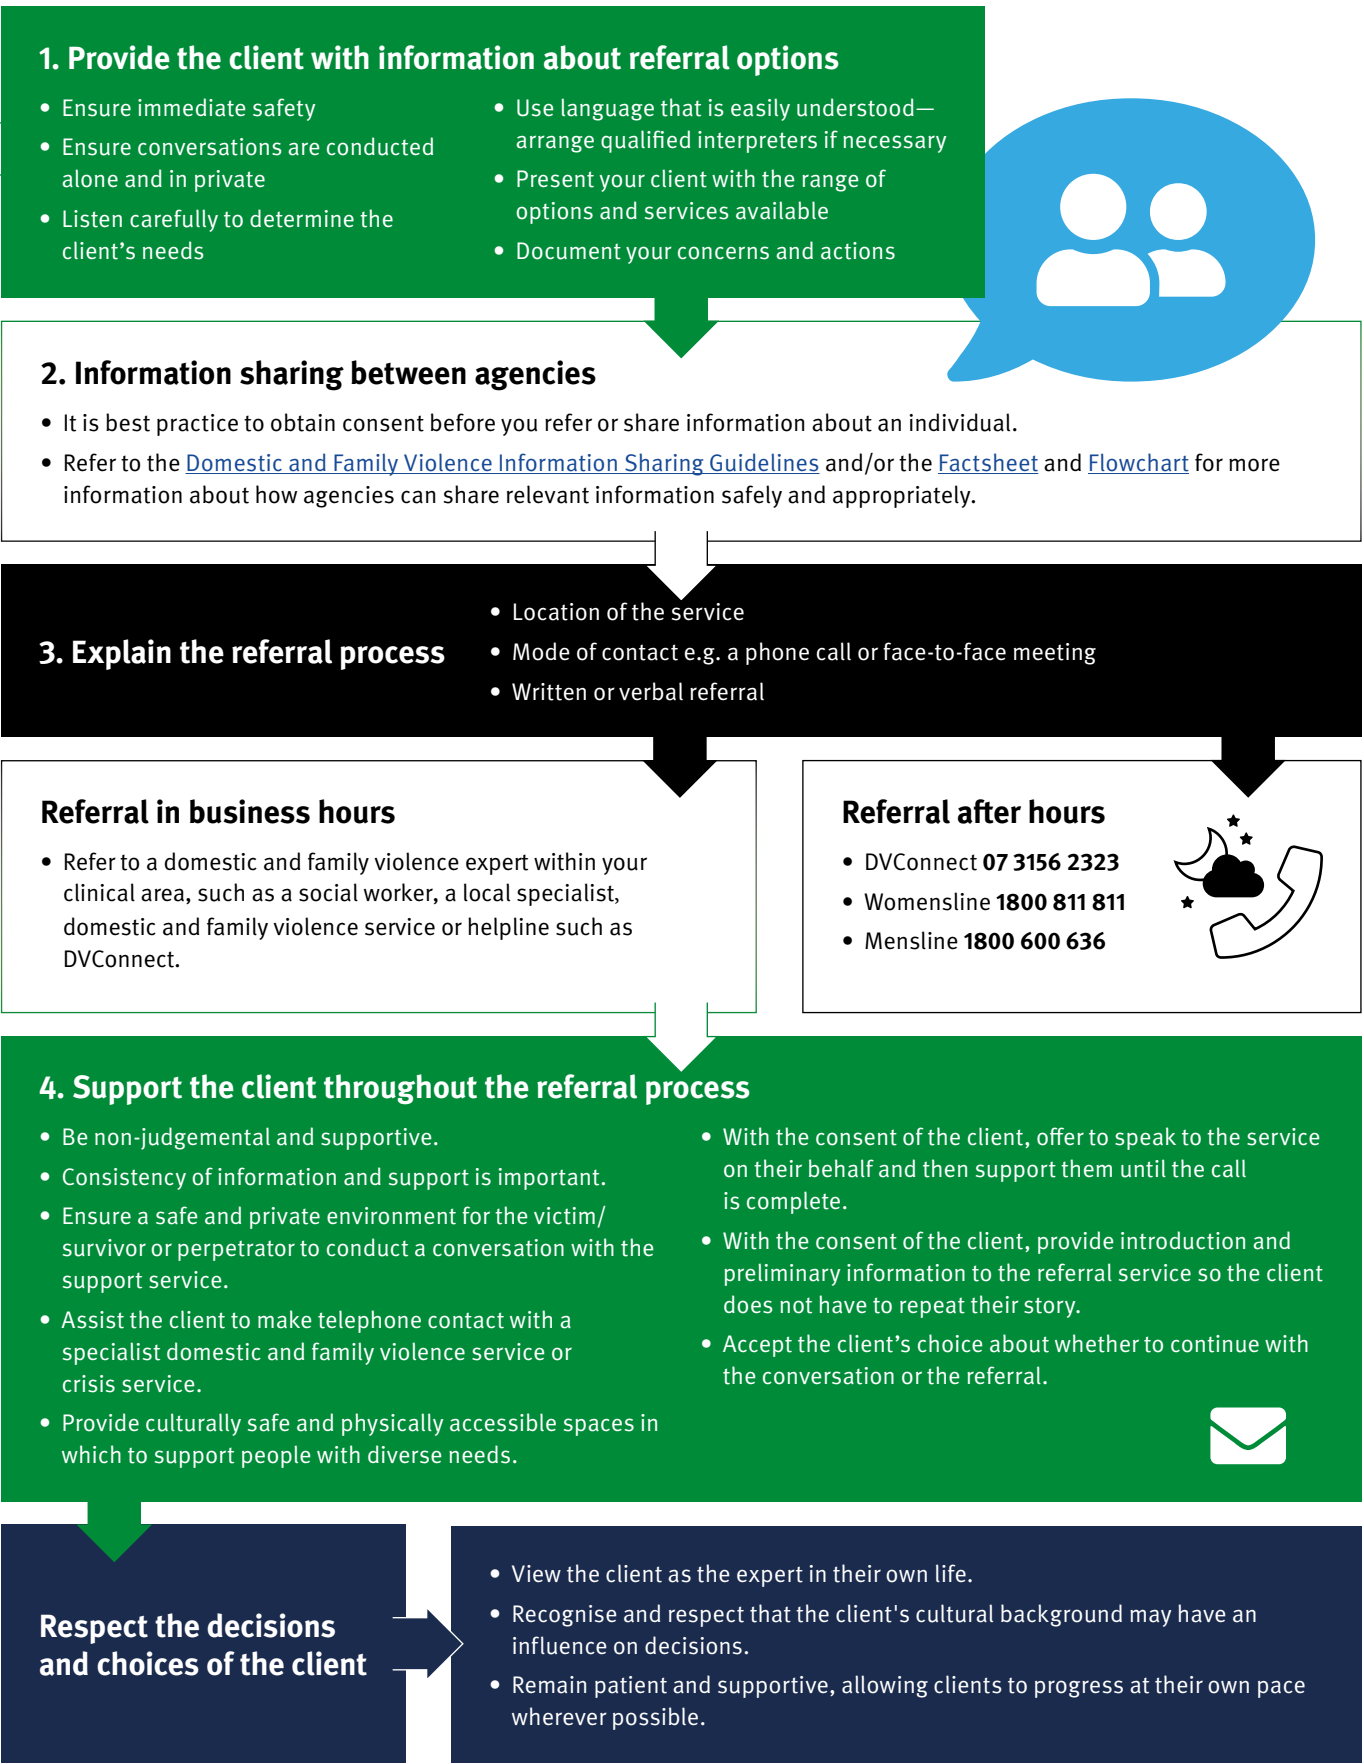 1. Provide the client with information about referral options
• Ensure immediate safety
• Ensure conversations are conducted
alone and in private
• Listen carefully to determine the
client’s needs
• Use language that is easily understood—
arrange qualified interpreters if necessary
• Present your client with the range of
options and services available
• Document your concerns and actions
2. Information sharing between agencies
• It is best practice to obtain consent before you refer or share information about an individual.
• Refer to the Domestic and Family Violence Information Sharing Guidelines and/or the Factsheet and Flowchart for more
information about how agencies can share relevant information safely and appropriately.
3. Explain the referral process
• Location of the service
• Mode of contact e.g. a phone call or face-to-face meeting
• Written or verbal referral
Referral in business hours
• Refer to a domestic and family violence expert within your
clinical area, such as a social worker, a local specialist,
domestic and family violence service or helpline such as
DVConnect.
Referral after hours
• DVConnect 07 3156 2323
• Womensline 1800 811 811
• Mensline 1800 600 636
4. Support the client throughout the referral process
• Be non-judgemental and supportive.
• Consistency of information and support is important.
• Ensure a safe and private environment for the victim/
survivor or perpetrator to conduct a conversation with the
support service.
• Assist the client to make telephone contact with a
specialist domestic and family violence service or
crisis service.
• Provide culturally safe and physically accessible spaces in
which to support people with diverse needs.
• With the consent of the client, offer to speak to the service
on their behalf and then support them until the call
is complete.
• With the consent of the client, provide introduction and
preliminary information to the referral service so the client
does not have to repeat their story.
• Accept the client’s choice about whether to continue with
the conversation or the referral.
Respect the decisions
and choices of the client
• View the client as the expert in their own life.
• Recognise and respect that the client's cultural background may have an
influence on decisions.
• Remain patient and supportive, allowing clients to progress at their own pace
wherever possible.